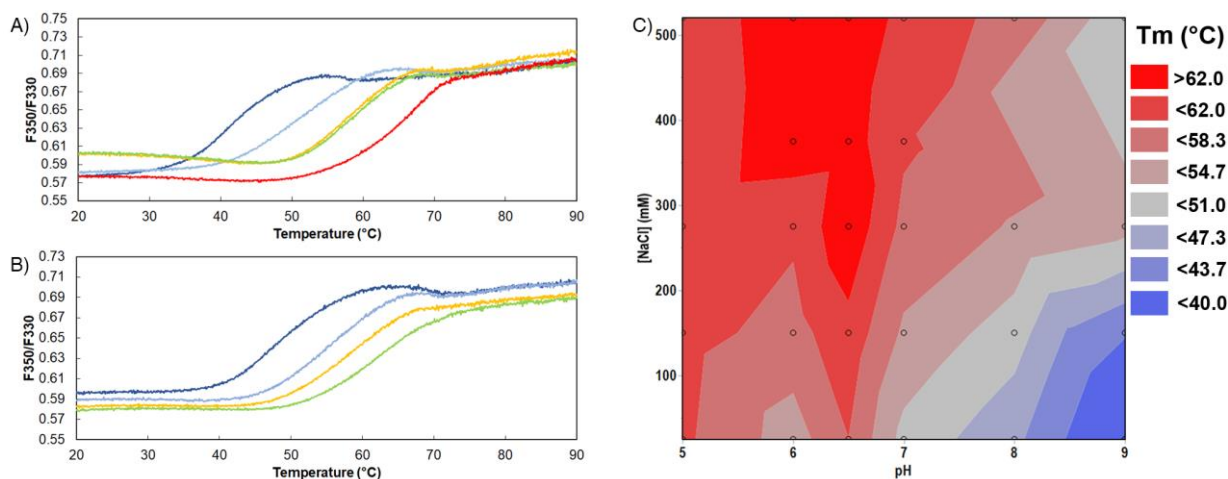 A)
0.75
0.73
0.71
0.69
0.67
0.65
0.63
0.61
0.59
0.57
0.55
F350/F330
20 30 40 50 60 70 80 90
Temperature (°C)
B)
0.73
0.71
0.69
0.67
0.65
0.63
0.61
0.59
0.57
0.55
F350/F330
20 30 40 50 60 70 80 90
Temperature (°C)
C)
500
400
300
200
100
[NaCl] (mM)
5 6 7 8 9
pH
Tm (°C)
>62.0
<62.0
<58.3
<54.7
<51.0
<47.3
<43.7
<40.0